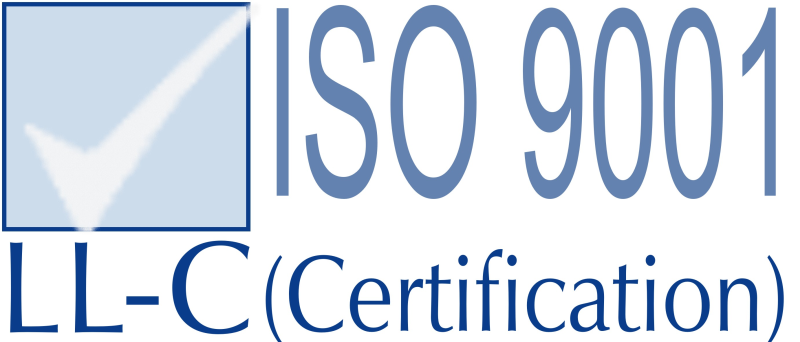 ISO 9001
LL-C (Certification)